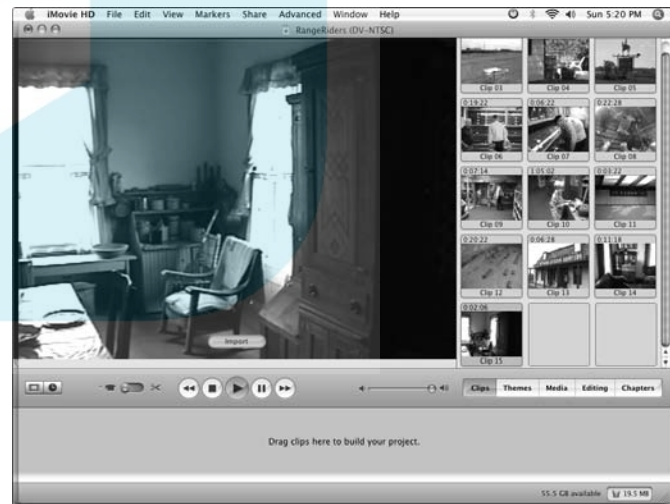 iMovie HD File Edit View Markers Share Advanced Window Help Sun 5:20 PM
RangeRiders (DV-NTSC)
Clip 03 Clip 04 Clip 05
0:19:22 0:06:22 0:22:28
Clip 06 Clip 07 Clip 08
0:07:14 1:05:02 0:03:22
Clip 09 Clip 10 Clip 11
0:20:22 0:06:28 0:11:18
Clip 12 Clip 13 Clip 14
0:02:06
Clip 15
Import
Clips Themes Media Editing Chapters
Drag clips here to build your project.
55.5 GB available 19.5 MB